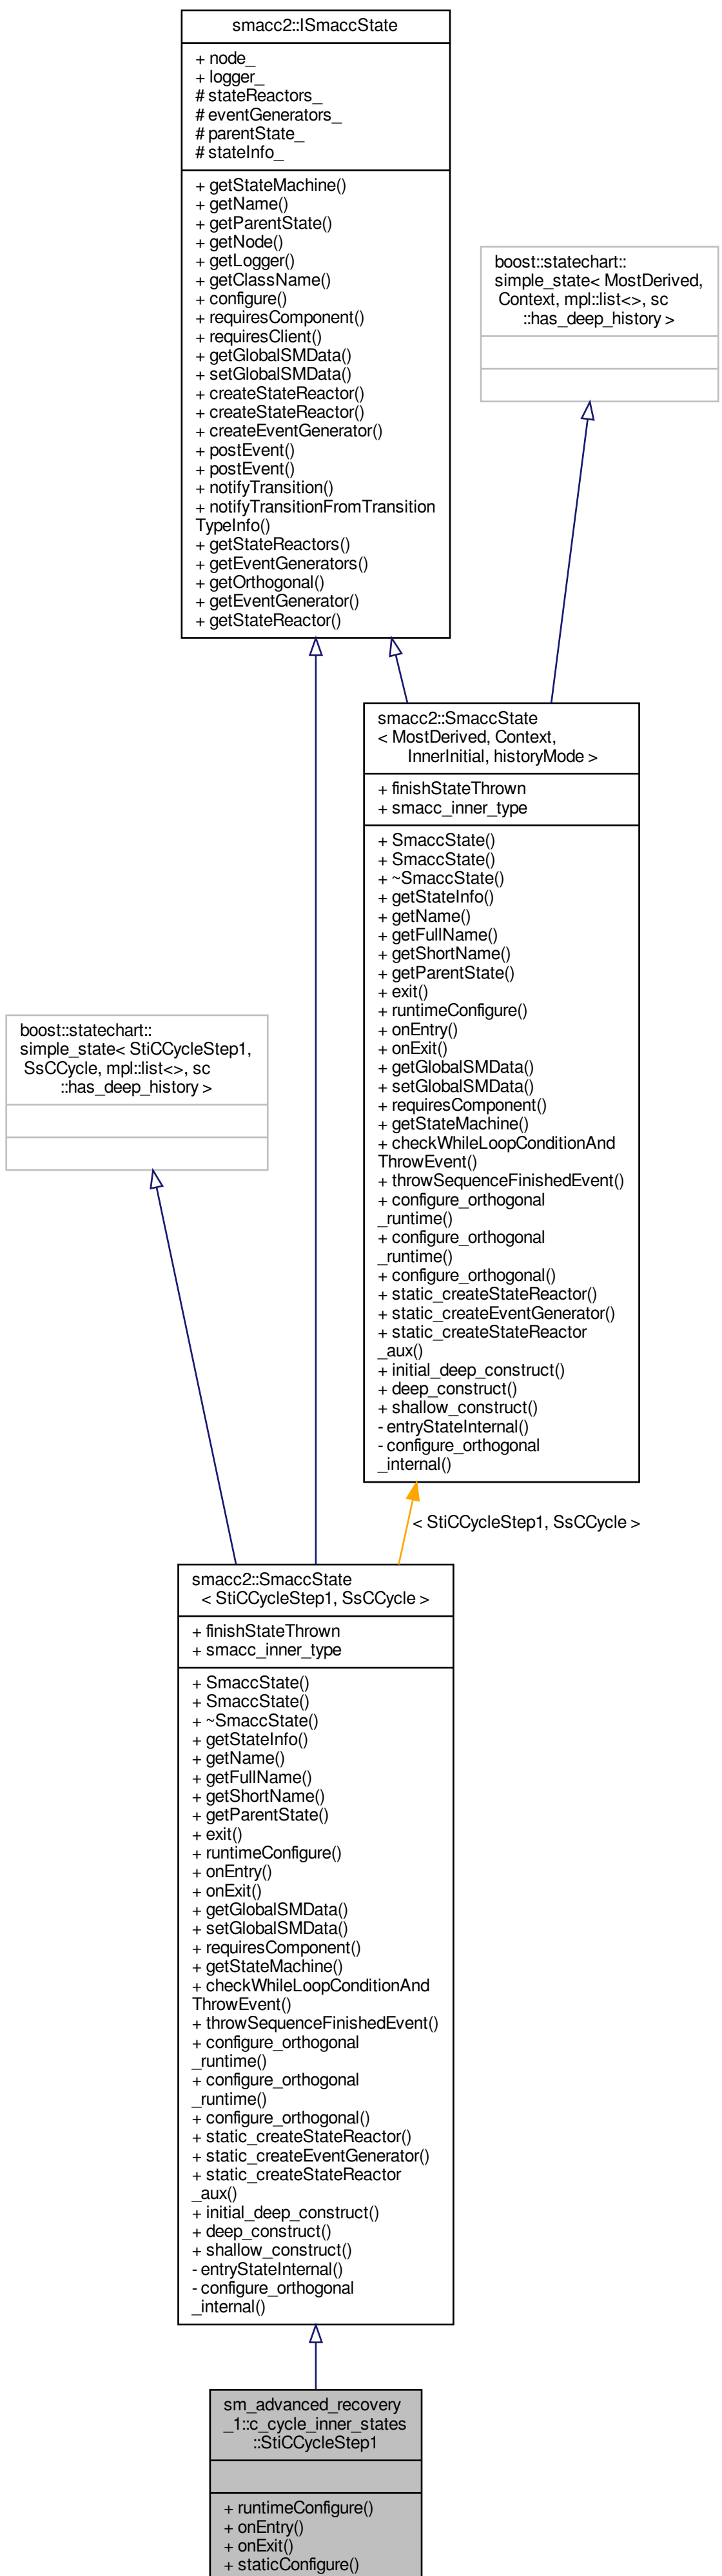 smacc2::ISmaccState
+ node_
+ logger_
# stateReactors_
# eventGenerators_
# parentState_
# stateInfo_
+ getStateMachine()
+ getName()
+ getParentState()
+ getNode()
+ getLogger()
+ getClassName()
+ configure()
+ requiresComponent()
+ requiresClient()
+ getGlobalSMData()
+ setGlobalSMData()
+ createStateReactor()
+ createStateReactor()
+ createEventGenerator()
+ postEvent()
+ postEvent()
+ notifyTransition()
+ notifyTransitionFromTransition
TypeInfo()
+ getStateReactors()
+ getEventGenerators()
+ getOrthogonal()
+ getEventGenerator()
+ getStateReactor()
boost::statechart::
simple_state< MostDerived,
Context, mpl::list<>, sc
::has_deep_history >
smacc2::SmaccState
< MostDerived, Context,
InnerInitial, historyMode >
+ finishStateThrown
+ smacc_inner_type
+ SmaccState()
+ SmaccState()
+ ~SmaccState()
+ getStateInfo()
+ getName()
+ getFullName()
+ getShortName()
+ getParentState()
+ exit()
+ runtimeConfigure()
+ onEntry()
+ onExit()
+ getGlobalSMData()
+ setGlobalSMData()
+ requiresComponent()
+ getStateMachine()
+ checkWhileLoopConditionAnd
ThrowEvent()
+ throwSequenceFinishedEvent()
+ configure_orthogonal
_runtime()
+ configure_orthogonal
_runtime()
+ configure_orthogonal()
+ static_createStateReactor()
+ static_createEventGenerator()
+ static_createStateReactor
_aux()
+ initial_deep_construct()
+ deep_construct()
+ shallow_construct()
- entryStateInternal()
- configure_orthogonal
_internal()
boost::statechart::
simple_state< StiCCycleStep1,
SsCCycle, mpl::list<>, sc
::has_deep_history >
< StiCCycleStep1, SsCCycle >
smacc2::SmaccState
< StiCCycleStep1, SsCCycle >
+ finishStateThrown
+ smacc_inner_type
+ SmaccState()
+ SmaccState()
+ ~SmaccState()
+ getStateInfo()
+ getName()
+ getFullName()
+ getShortName()
+ getParentState()
+ exit()
+ runtimeConfigure()
+ onEntry()
+ onExit()
+ getGlobalSMData()
+ setGlobalSMData()
+ requiresComponent()
+ getStateMachine()
+ checkWhileLoopConditionAnd
ThrowEvent()
+ throwSequenceFinishedEvent()
+ configure_orthogonal
_runtime()
+ configure_orthogonal
_runtime()
+ configure_orthogonal()
+ static_createStateReactor()
+ static_createEventGenerator()
+ static_createStateReactor
_aux()
+ initial_deep_construct()
+ deep_construct()
+ shallow_construct()
- entryStateInternal()
- configure_orthogonal
_internal()
sm_advanced_recovery
_1::c_cycle_inner_states
::StiCCycleStep1
+ runtimeConfigure()
+ onEntry()
+ onExit()
+ staticConfigure()